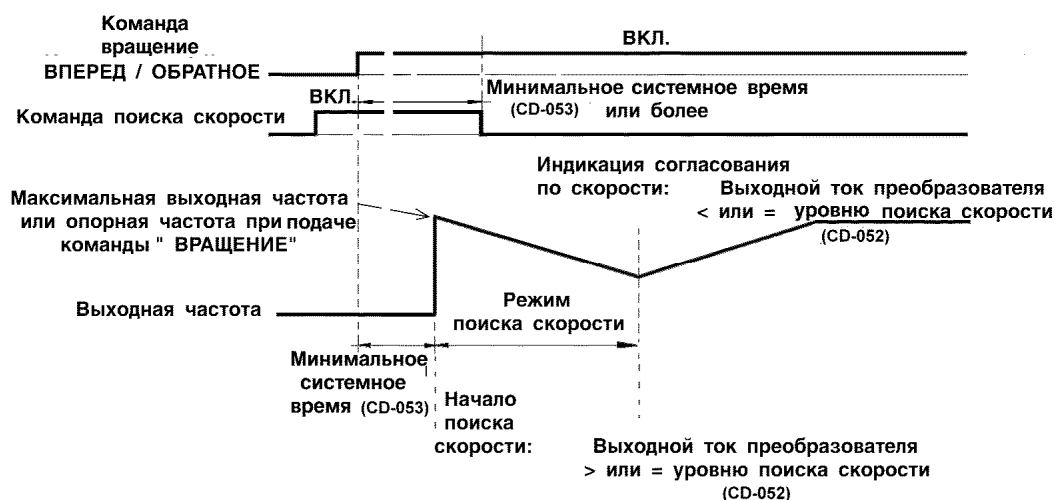 Команда
вращение
ВПЕРЕД / ОБРАТНОЕ
ВКЛ.
ВКЛ.
Минимальное системное время
(CD-053) или более
Команда поиска скорости
Индикация согласования
по скорости: Выходной ток преобразователя
< или = уровню поиска скорости
(CD-052)
Максимальная выходная частота
или опорная частота при подаче
команды " ВРАЩЕНИЕ"
Выходная частота
Режим
поиска скорости
Минимальное
системное
время (CD-053)
Начало
поиска
скорости: Выходной ток преобразователя
> или = уровню поиска скорости
(CD-052)